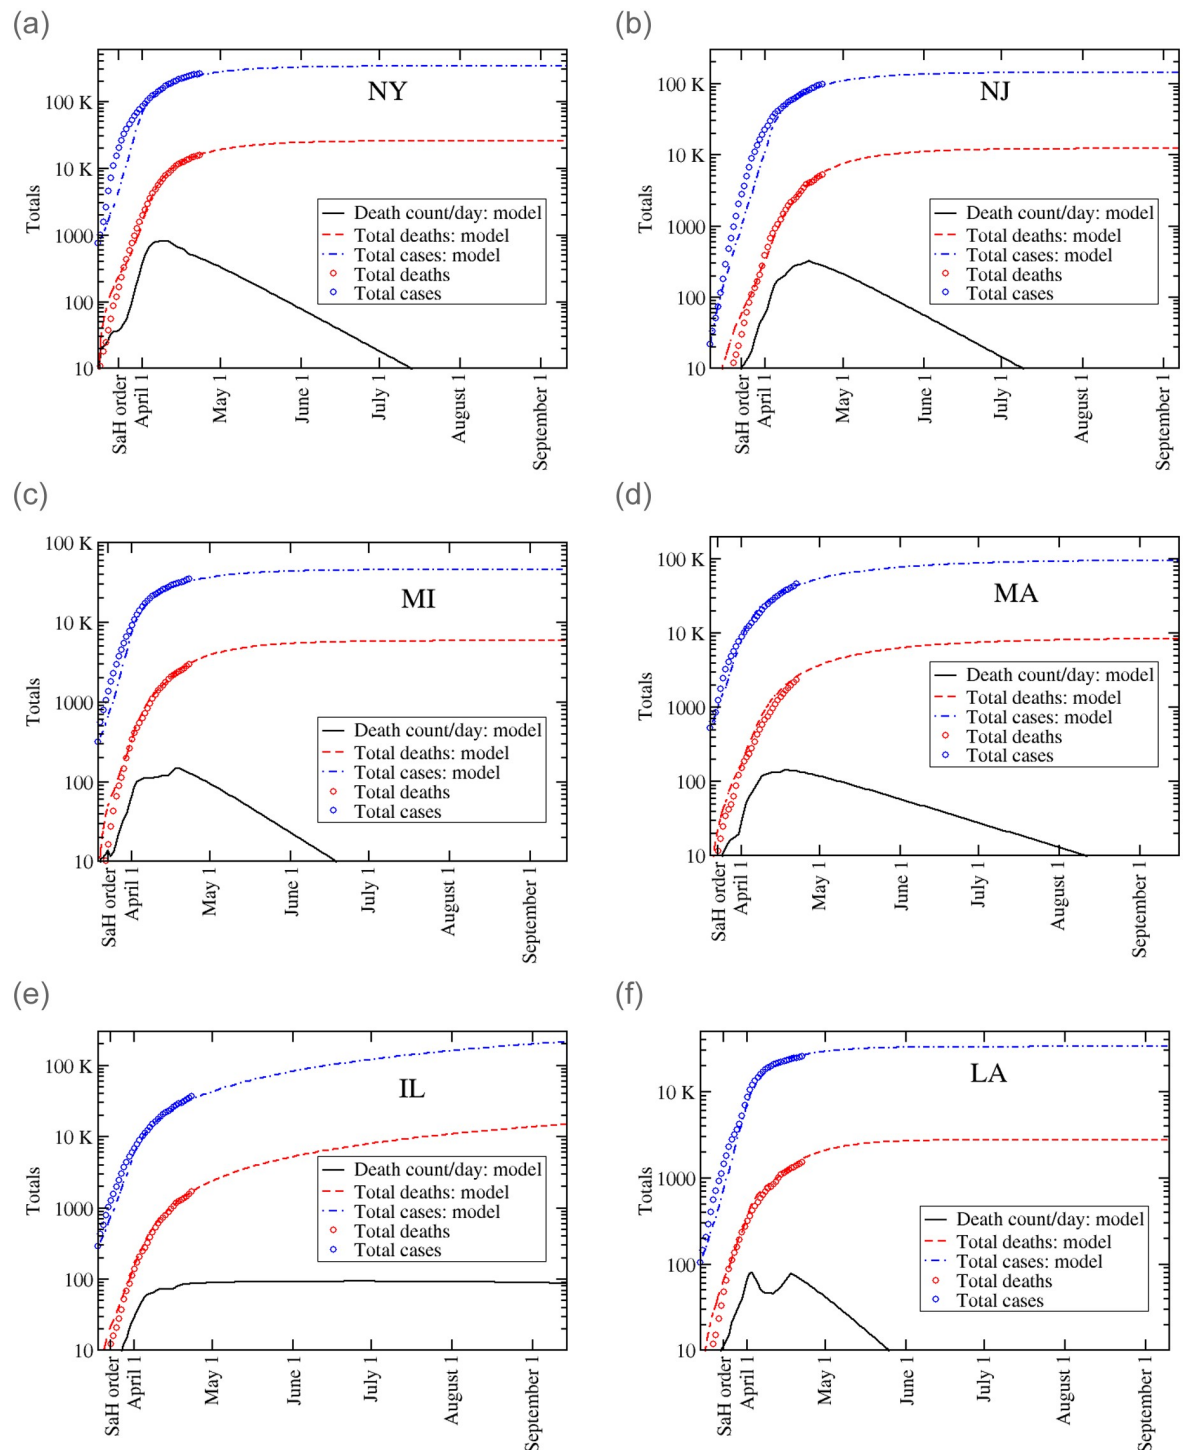 (a)
NY
Totals
100 K
10 K
1000
100
10
Death count/day: model
Total deaths: model
Total cases: model
Total deaths
Total cases
SaH order
April 1
May 1
June 1
July 1
August 1
September 1
(b)
NJ
Totals
100 K
10 K
1000
100
10
Death count/day: model
Total deaths: model
Total cases: model
Total deaths
Total cases
SaH order
April 1
May 1
June 1
July 1
August 1
September 1
(c)
MI
Totals
100 K
10 K
1000
100
10
Death count/day: model
Total deaths: model
Total cases: model
Total deaths
Total cases
SaH order
April 1
May 1
June 1
July 1
August 1
September 1
(d)
MA
Totals
100 K
10 K
1000
100
10
Death count/day: model
Total deaths: model
Total cases: model
Total deaths
Total cases
SaH order
April 1
May 1
June 1
July 1
August 1
September 1
(e)
IL
Totals
100 K
10 K
1000
100
10
Death count/day: model
Total deaths: model
Total cases: model
Total deaths
Total cases
SaH order
April 1
May 1
June 1
July 1
August 1
September 1
(f)
LA
Totals
10 K
1000
100
10
Death count/day: model
Total deaths: model
Total cases: model
Total deaths
Total cases
SaH order
April 1
May 1
June 1
July 1
August 1
September 1